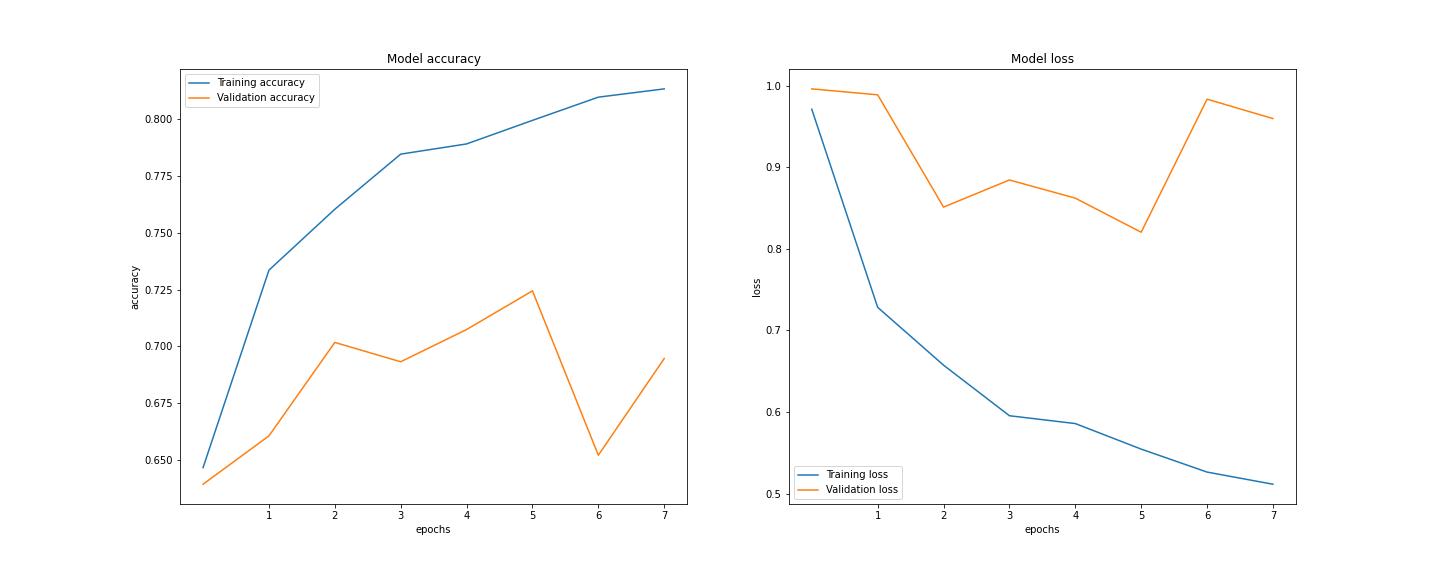 Model accuracy
Training accuracy
Validation accuracy
0.800
0.775
0.750
0.725
0.700
0.675
0.650
accuracy
1 2 3 4 5 6 7
epochs
Model loss
1.0
0.9
0.8
0.7
0.6
0.5
loss
Training loss
Validation loss
1 2 3 4 5 6 7
epochs